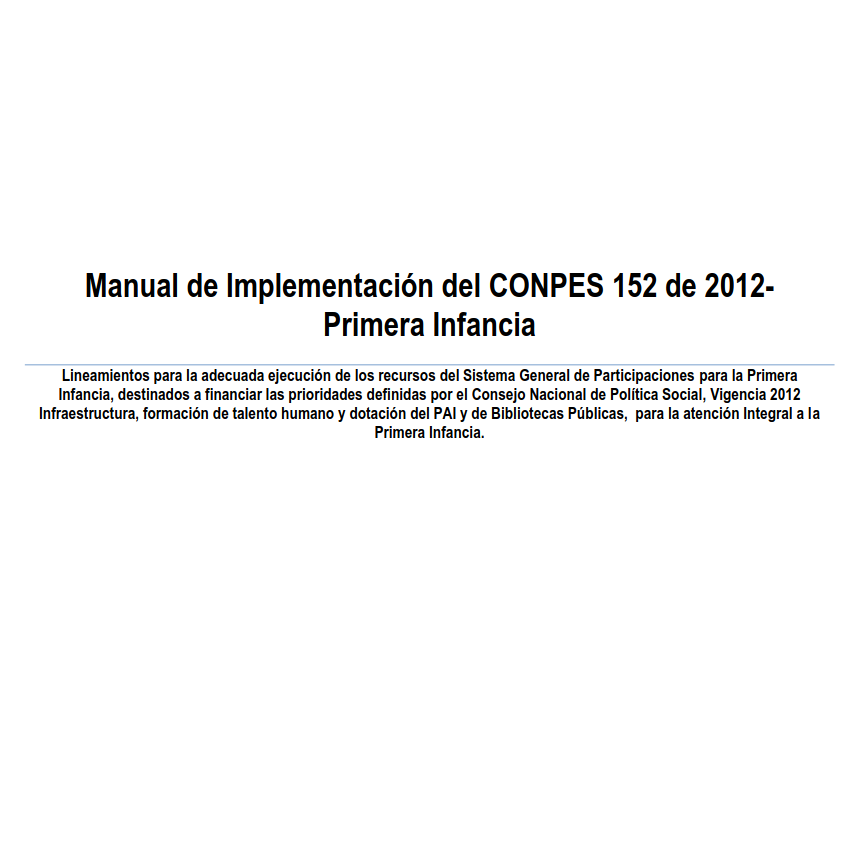 Manual de Implementación del CONPES 152 de 2012-
Primera Infancia
Lineamientos para la adecuada ejecución de los recursos del Sistema General de Participaciones para la Primera
Infancia, destinados a financiar las prioridades definidas por el Consejo Nacional de Política Social, Vigencia 2012
Infraestructura, formación de talento humano y dotación del PAI y de Bibliotecas Públicas,  para la atención Integral a la
Primera Infancia.